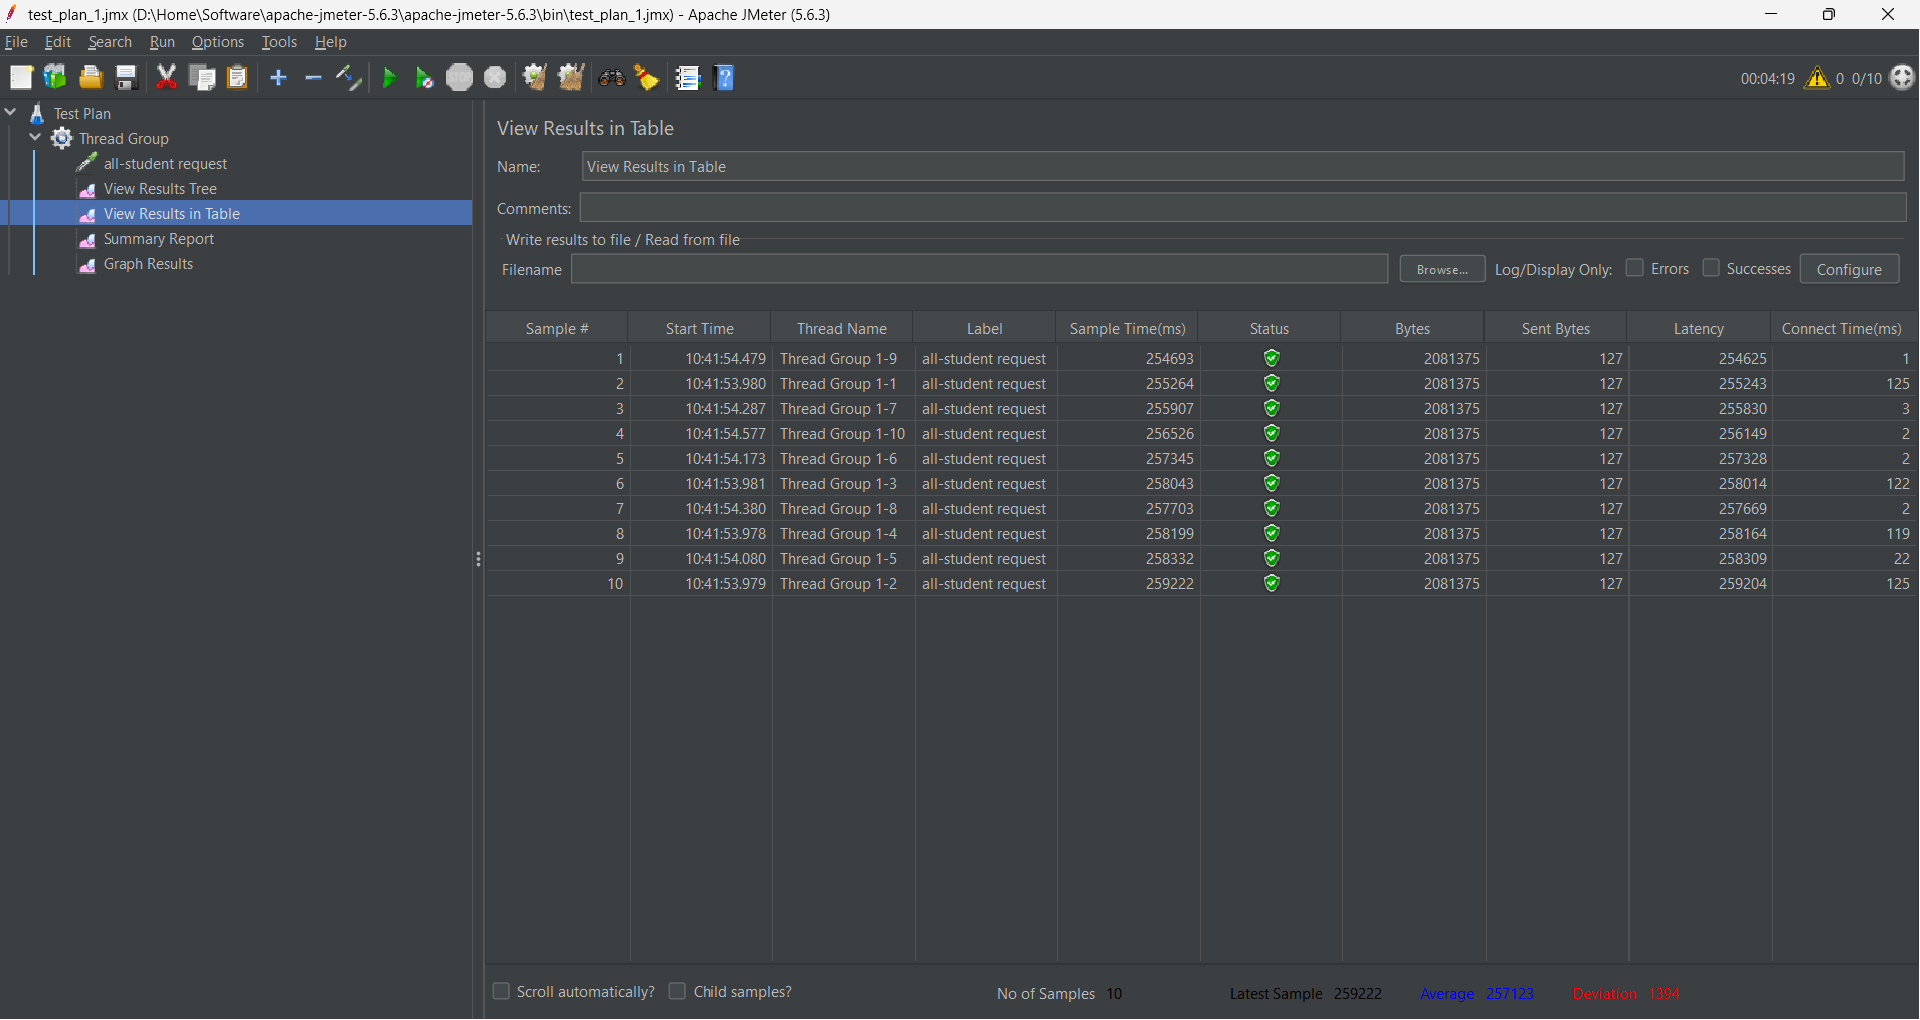 test_plan_1.jmx (D:\Home\Software\apache-jmeter-5.6.3\apache-jmeter-5.6.3\bin\test_plan_1.jmx) - Apache JMeter (5.6.3)
File Edit Search Run Options Tools Help
STOP 00:04:19 0 0/10
Test Plan
Thread Group
all-student request
View Results Tree
View Results in Table
Summary Report
Graph Results
View Results in Table
Name: View Results in Table
Comments:
Write results to file / Read from file
Filename Browse... Log/Display Only: Errors Successes Configure
Sample # Start Time Thread Name Label Sample Time(ms) Status Bytes Sent Bytes Latency Connect Time(ms)
1 10:41:54.479 Thread Group 1-9 all-student request 254693 2081375 127 254625 1
2 10:41:53.980 Thread Group 1-1 all-student request 255264 2081375 127 255243 125
3 10:41:54.287 Thread Group 1-7 all-student request 255907 2081375 127 255830 3
4 10:41:54.577 Thread Group 1-10 all-student request 256526 2081375 127 256149 2
5 10:41:54.173 Thread Group 1-6 all-student request 257345 2081375 127 257328 2
6 10:41:53.981 Thread Group 1-3 all-student request 258043 2081375 127 258014 122
7 10:41:54.380 Thread Group 1-8 all-student request 257703 2081375 127 257669 2
8 10:41:53.978 Thread Group 1-4 all-student request 258199 2081375 127 258164 119
9 10:41:54.080 Thread Group 1-5 all-student request 258332 2081375 127 258309 22
10 10:41:53.979 Thread Group 1-2 all-student request 259222 2081375 127 259204 125
Scroll automatically? Child samples? No of Samples 10 Latest Sample 259222 Average 257123 Deviation 1394